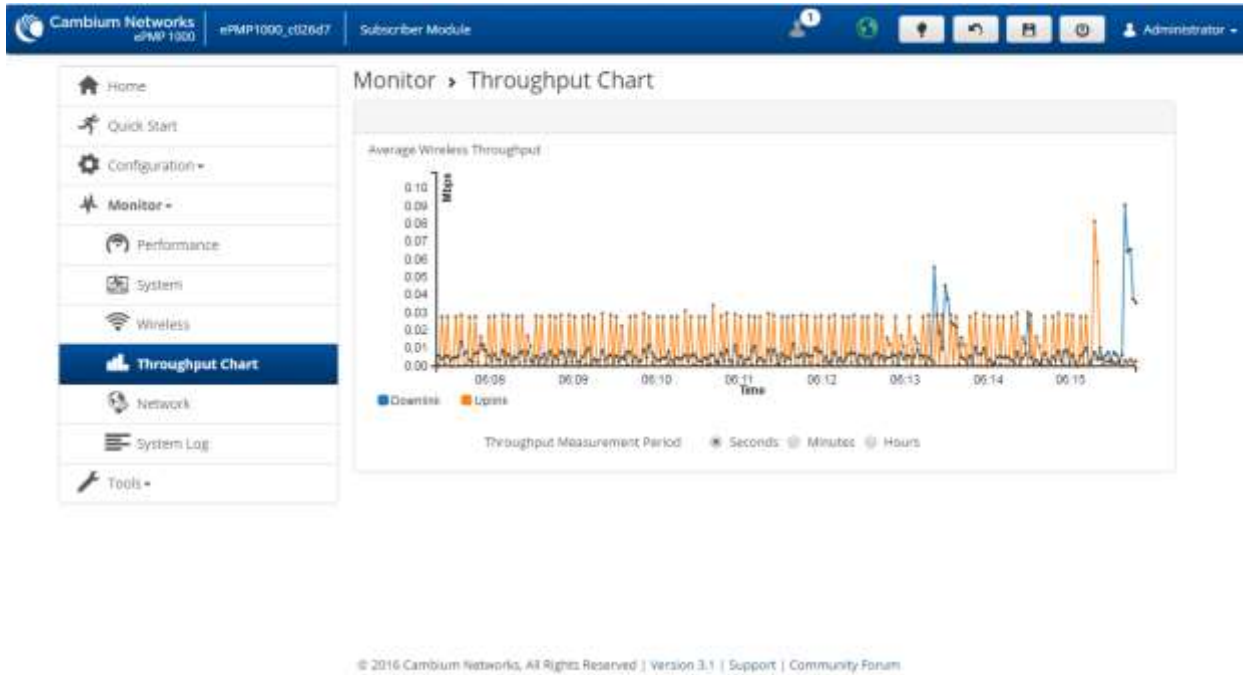 Cambium Networks
ePMP 1000
ePMP1000_c026d7
Subscriber Module
1
Administrator
Home
Quick Start
Configuration
Monitor
Performance
System
Wireless
Throughput Chart
Network
System Log
Tools
Monitor › Throughput Chart
Average Wireless Throughput
Mbps
0.10
0.09
0.08
0.07
0.06
0.05
0.04
0.03
0.02
0.01
0.00
06:08 06:09 06:10 06:11 06:12 06:13 06:14 06:15
Time
Downlink Uplink
Throughput Measurement Period Seconds Minutes Hours
© 2016 Cambium Networks, All Rights Reserved | Version 3.1 | Support | Community Forum